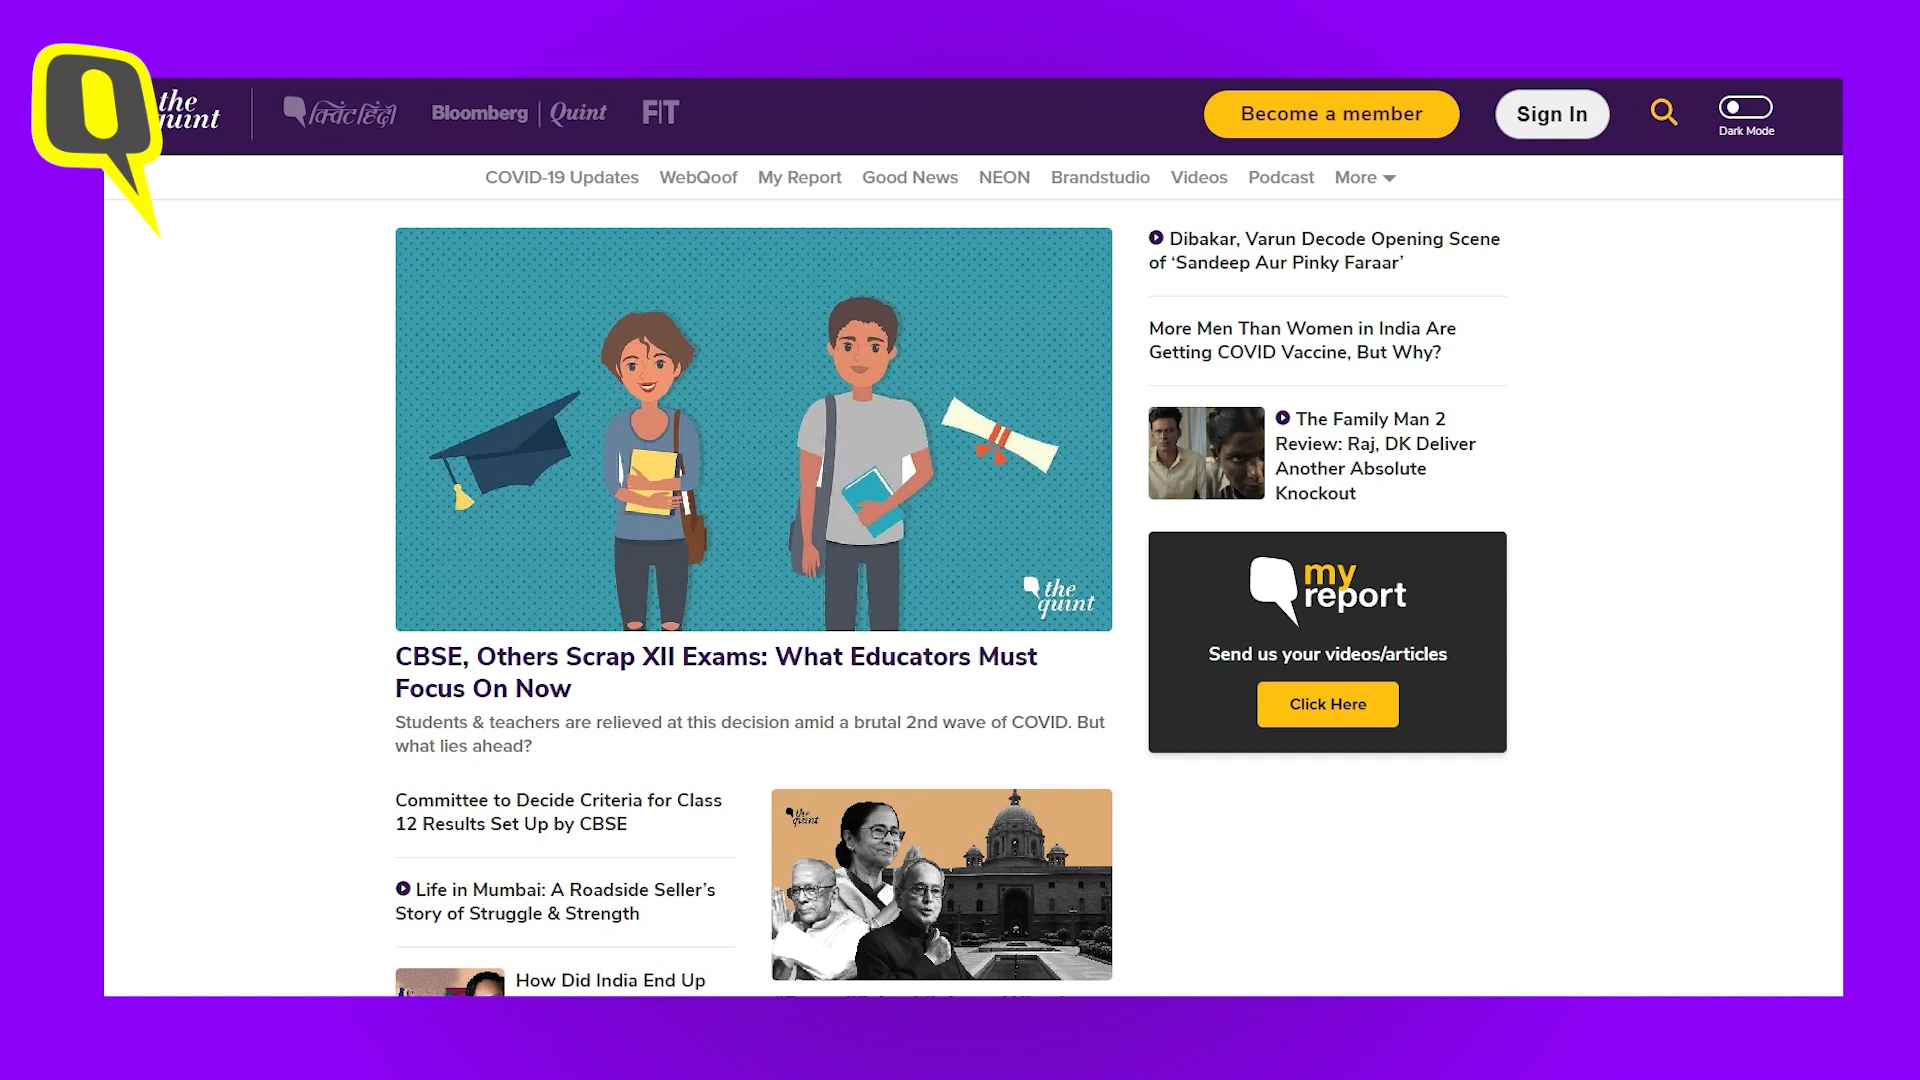 Q
the
quint
क्विंट हिंदी
Bloomberg | Quint
FIT
Become a member
Sign In
Dark Mode
COVID-19 Updates WebQoof My Report Good News NEON Brandstudio Videos Podcast More
the
quint
CBSE, Others Scrap XII Exams: What Educators Must
Focus On Now
Students & teachers are relieved at this decision amid a brutal 2nd wave of COVID. But
what lies ahead?
Committee to Decide Criteria for Class
12 Results Set Up by CBSE
Life in Mumbai: A Roadside Seller's
Story of Struggle & Strength
How Did India End Up
the
quint
Dibakar, Varun Decode Opening Scene
of ‘Sandeep Aur Pinky Faraar’
More Men Than Women in India Are
Getting COVID Vaccine, But Why?
The Family Man 2
Review: Raj, DK Deliver
Another Absolute
Knockout
my
report
Send us your videos/articles
Click Here